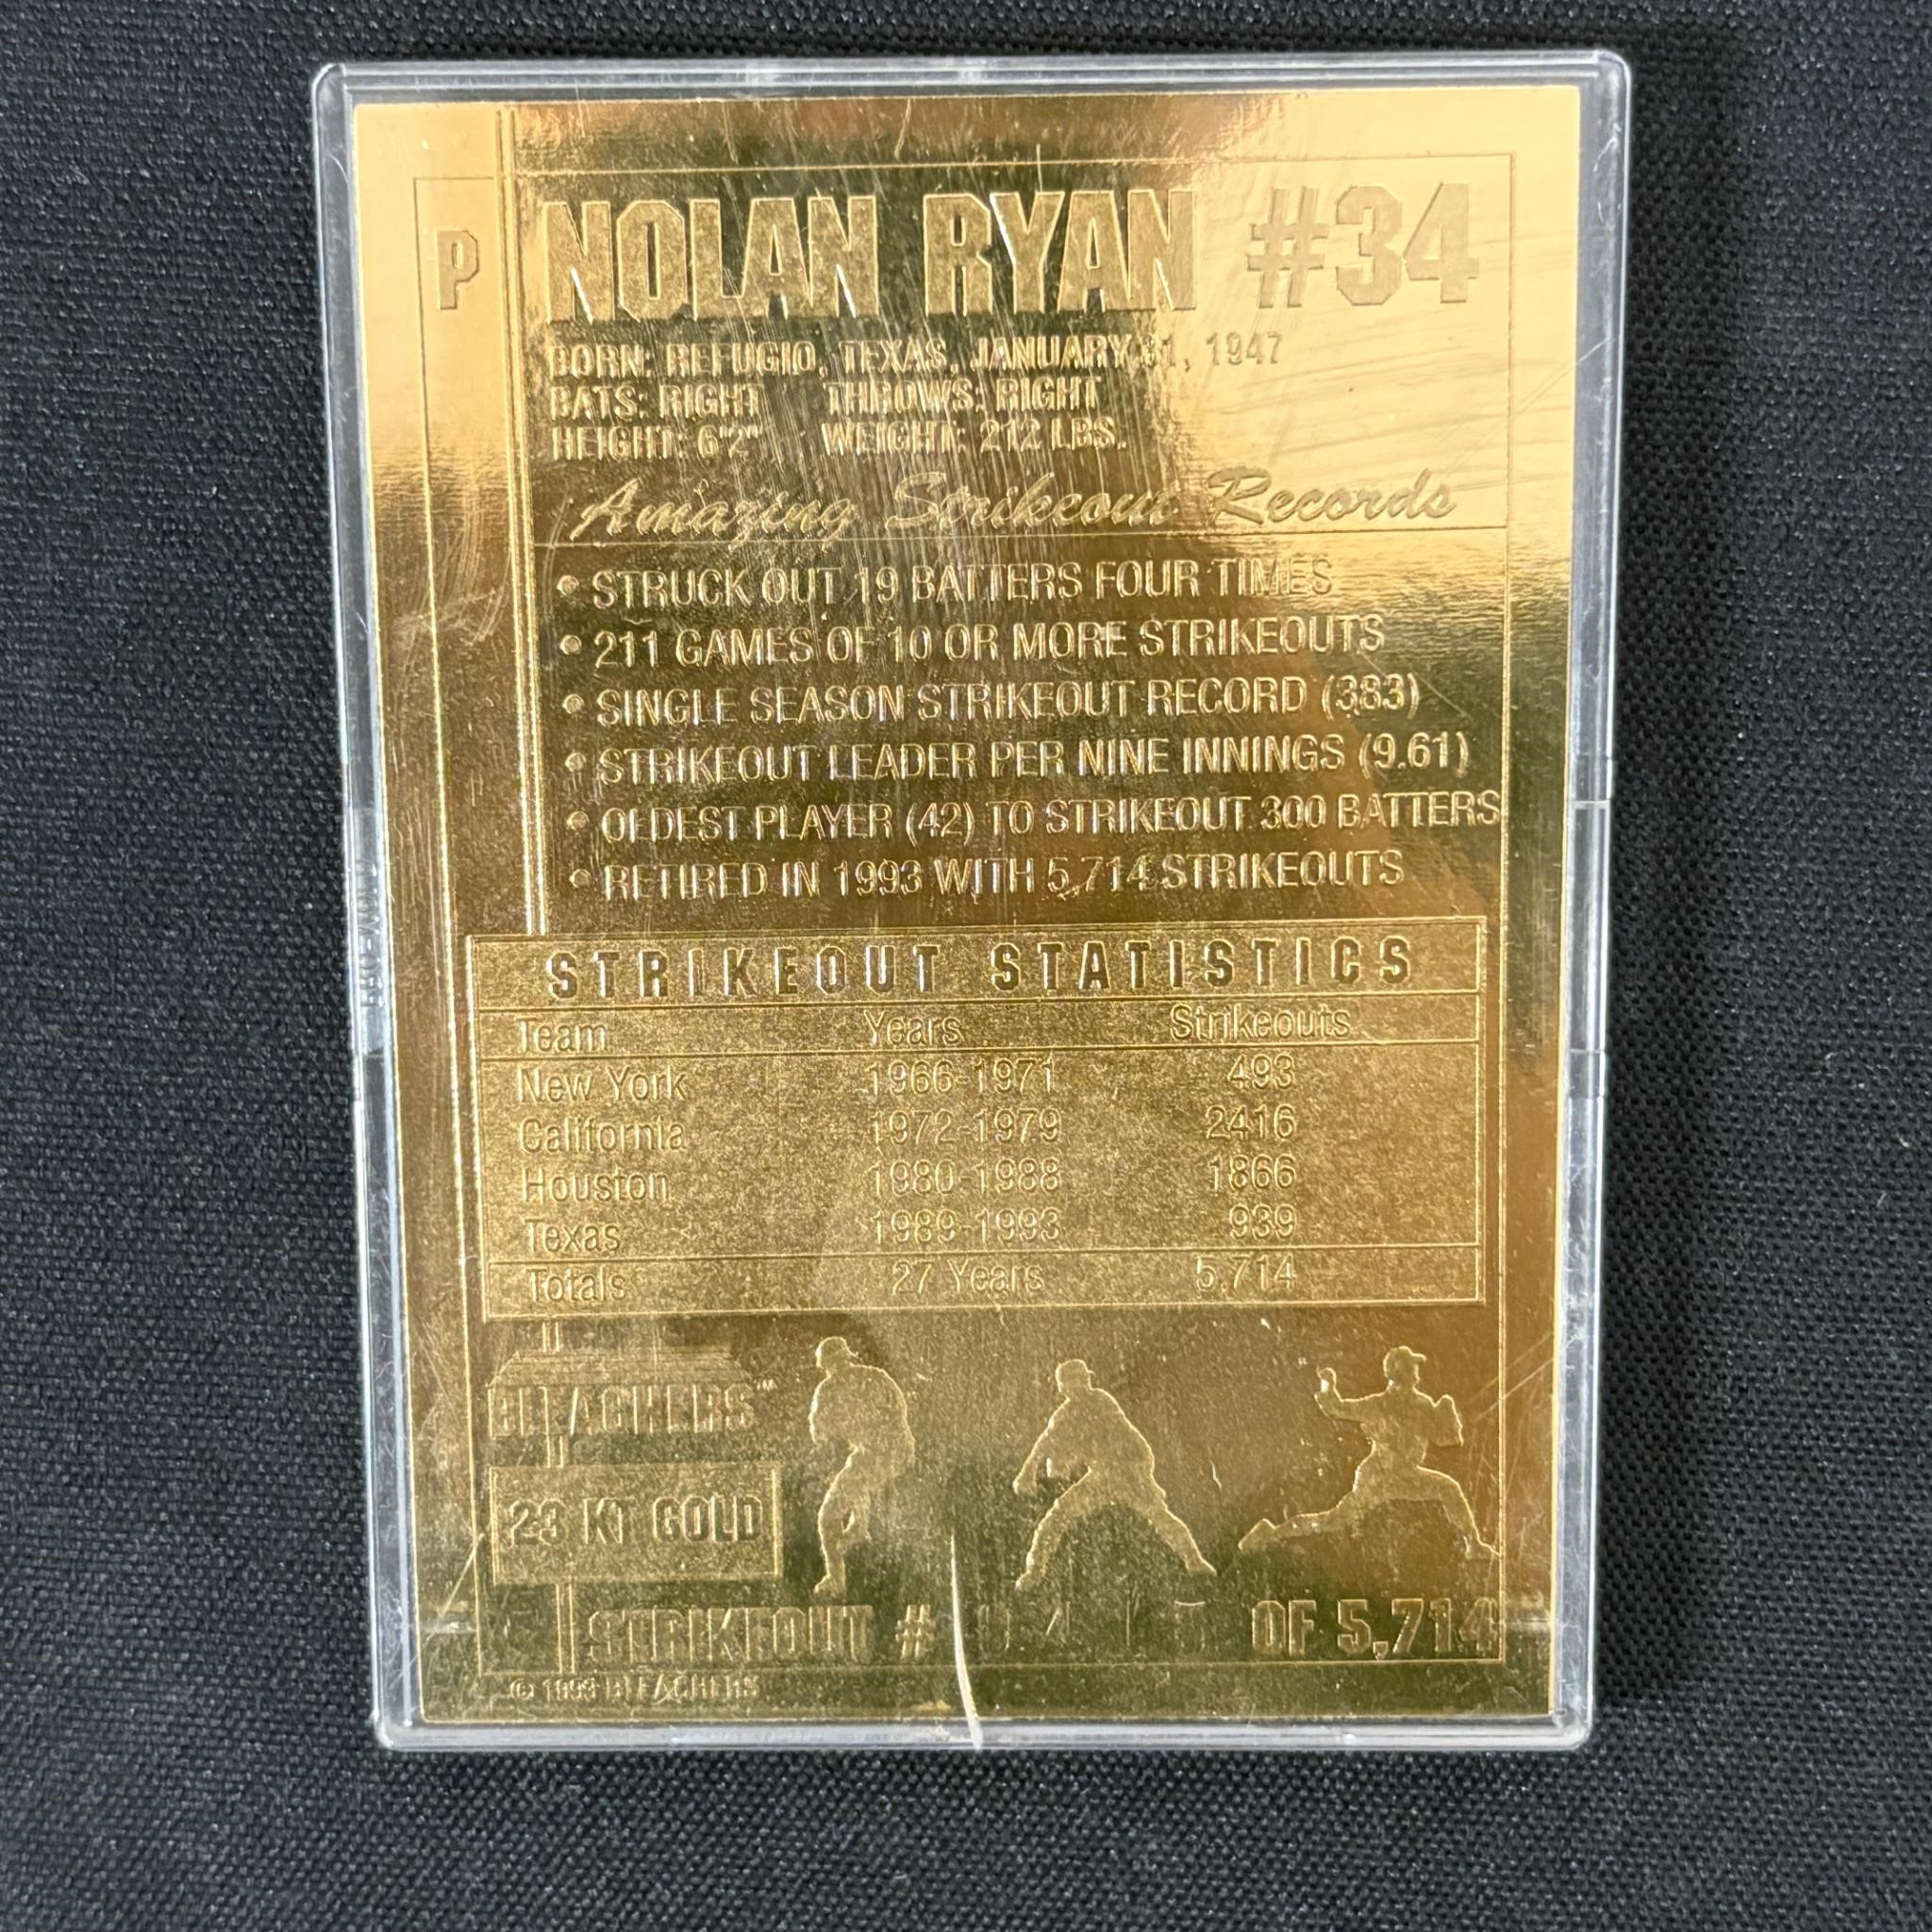 P
NOLAN RYAN #34
BORN: REFUGIO, TEXAS, JANUARY 31, 1947
BATS: RIGHT THROWS: RIGHT
HEIGHT: 6'2" WEIGHT: 212 LBS.
Amazing Strikeout Records
• STRUCK OUT 19 BATTERS FOUR TIMES
• 211 GAMES OF 10 OR MORE STRIKEOUTS
• SINGLE SEASON STRIKEOUT RECORD (383)
• STRIKEOUT LEADER PER NINE INNINGS (9.61)
• OLDEST PLAYER (42) TO STRIKEOUT 300 BATTERS
• RETIRED IN 1993 WITH 5,714 STRIKEOUTS
STRIKEOUT STATISTICS
Team Years Strikeouts
New York 1966-1971 493
California 1972-1979 2416
Houston 1980-1988 1866
Texas 1989-1993 939
Totals 27 Years 5,714
BLEACHERS™
23 KT GOLD
STRIKEOUT # OF 5,714
© 1993 BLEACHERS